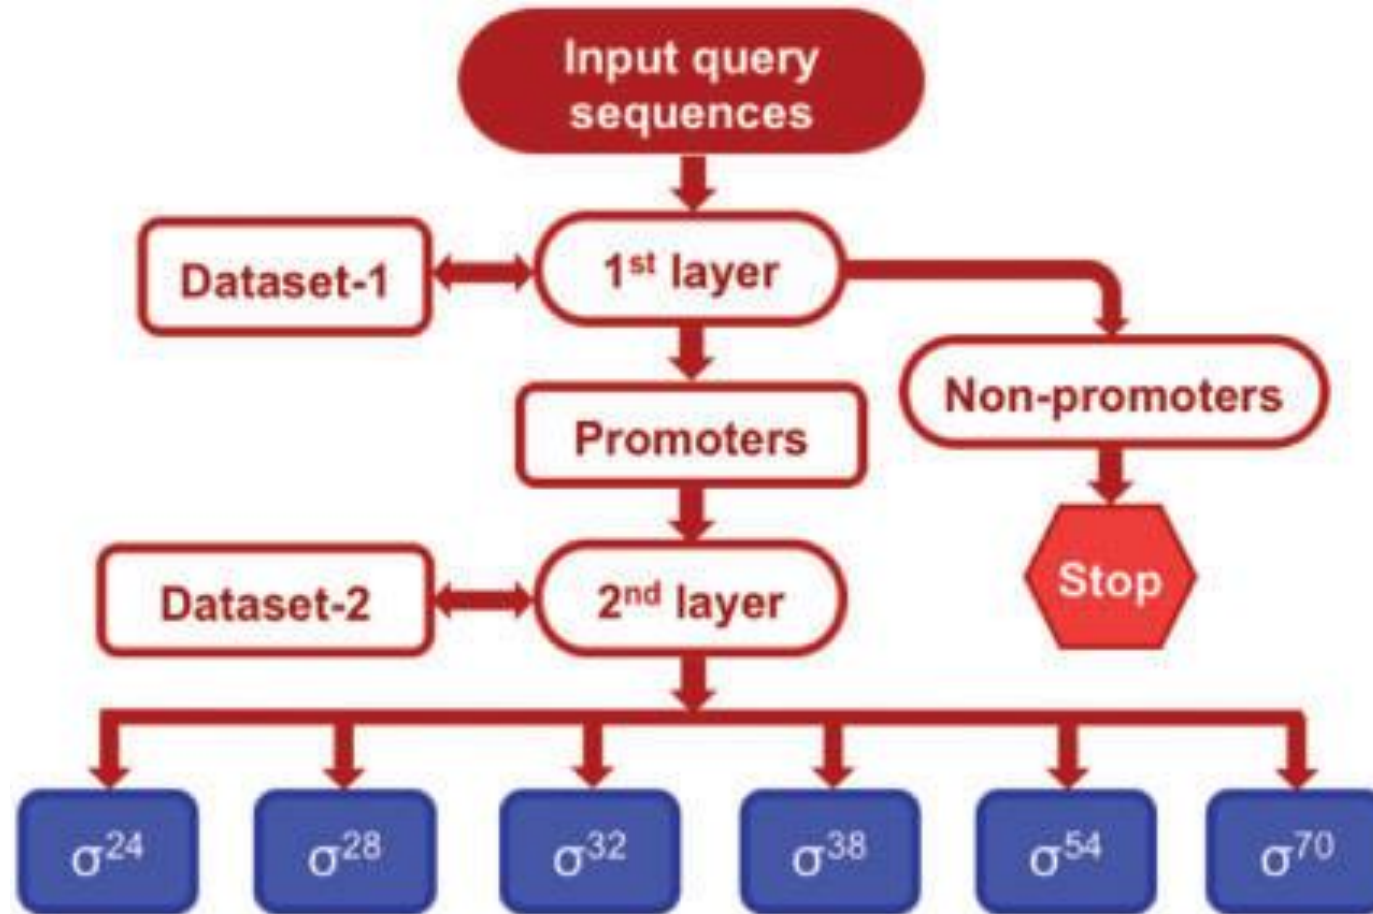 Input query
sequences
Dataset-1
1st layer
Non-promoters
Promoters
Stop
Dataset-2
2nd layer
σ24
σ28
σ32
σ38
σ54
σ70